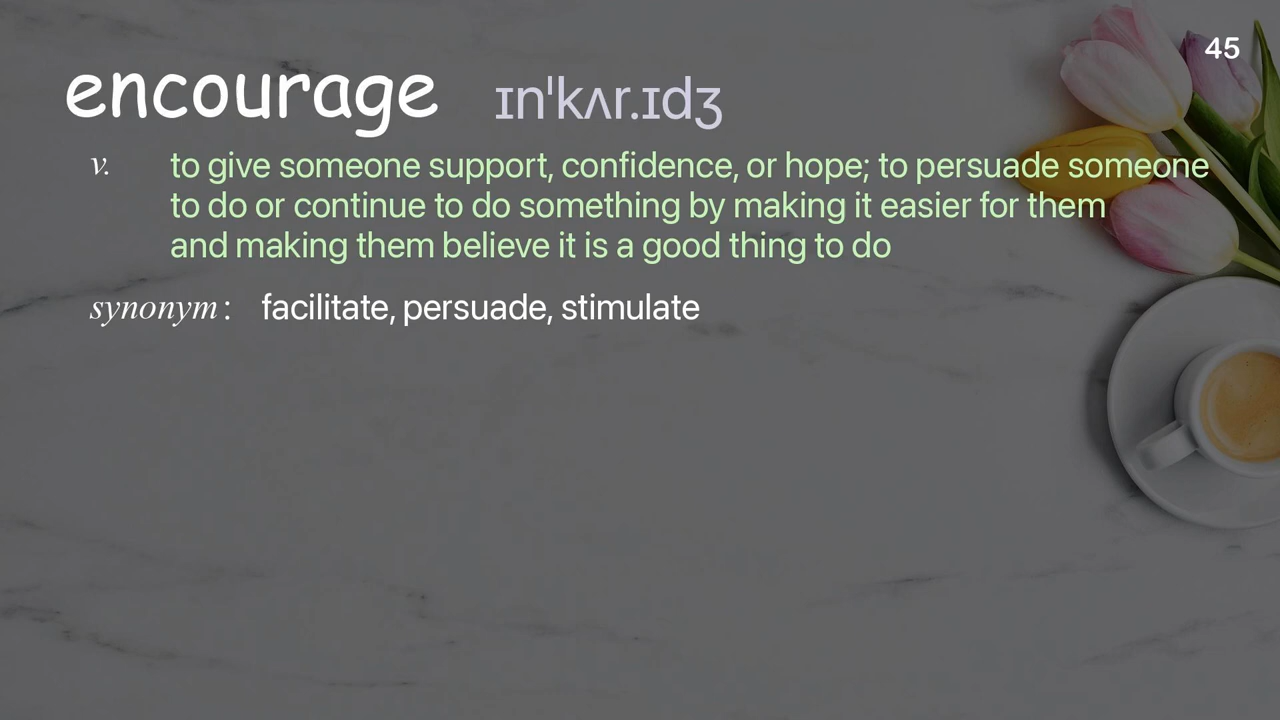 45
encourage ɪnˈkʌr.ɪdʒ
v. to give someone support, confidence, or hope; to persuade someone
to do or continue to do something by making it easier for them
and making them believe it is a good thing to do
synonym: facilitate, persuade, stimulate